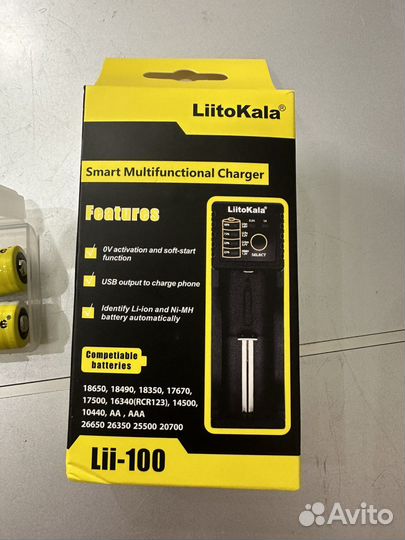 LiitoKala®
Smart Multifunctional Charger
Features
0V activation and soft-start
function
USB output to charge phone
Identify Li-ion and Ni-MH
battery automatically
Competiable
batteries
18650, 18490, 18350, 17670,
17500, 16340(RCR123), 14500,
10440, AA , AAA
26650 26350 25500 20700
Lii-100
LiitoKala®
SELECT
e®
Avito